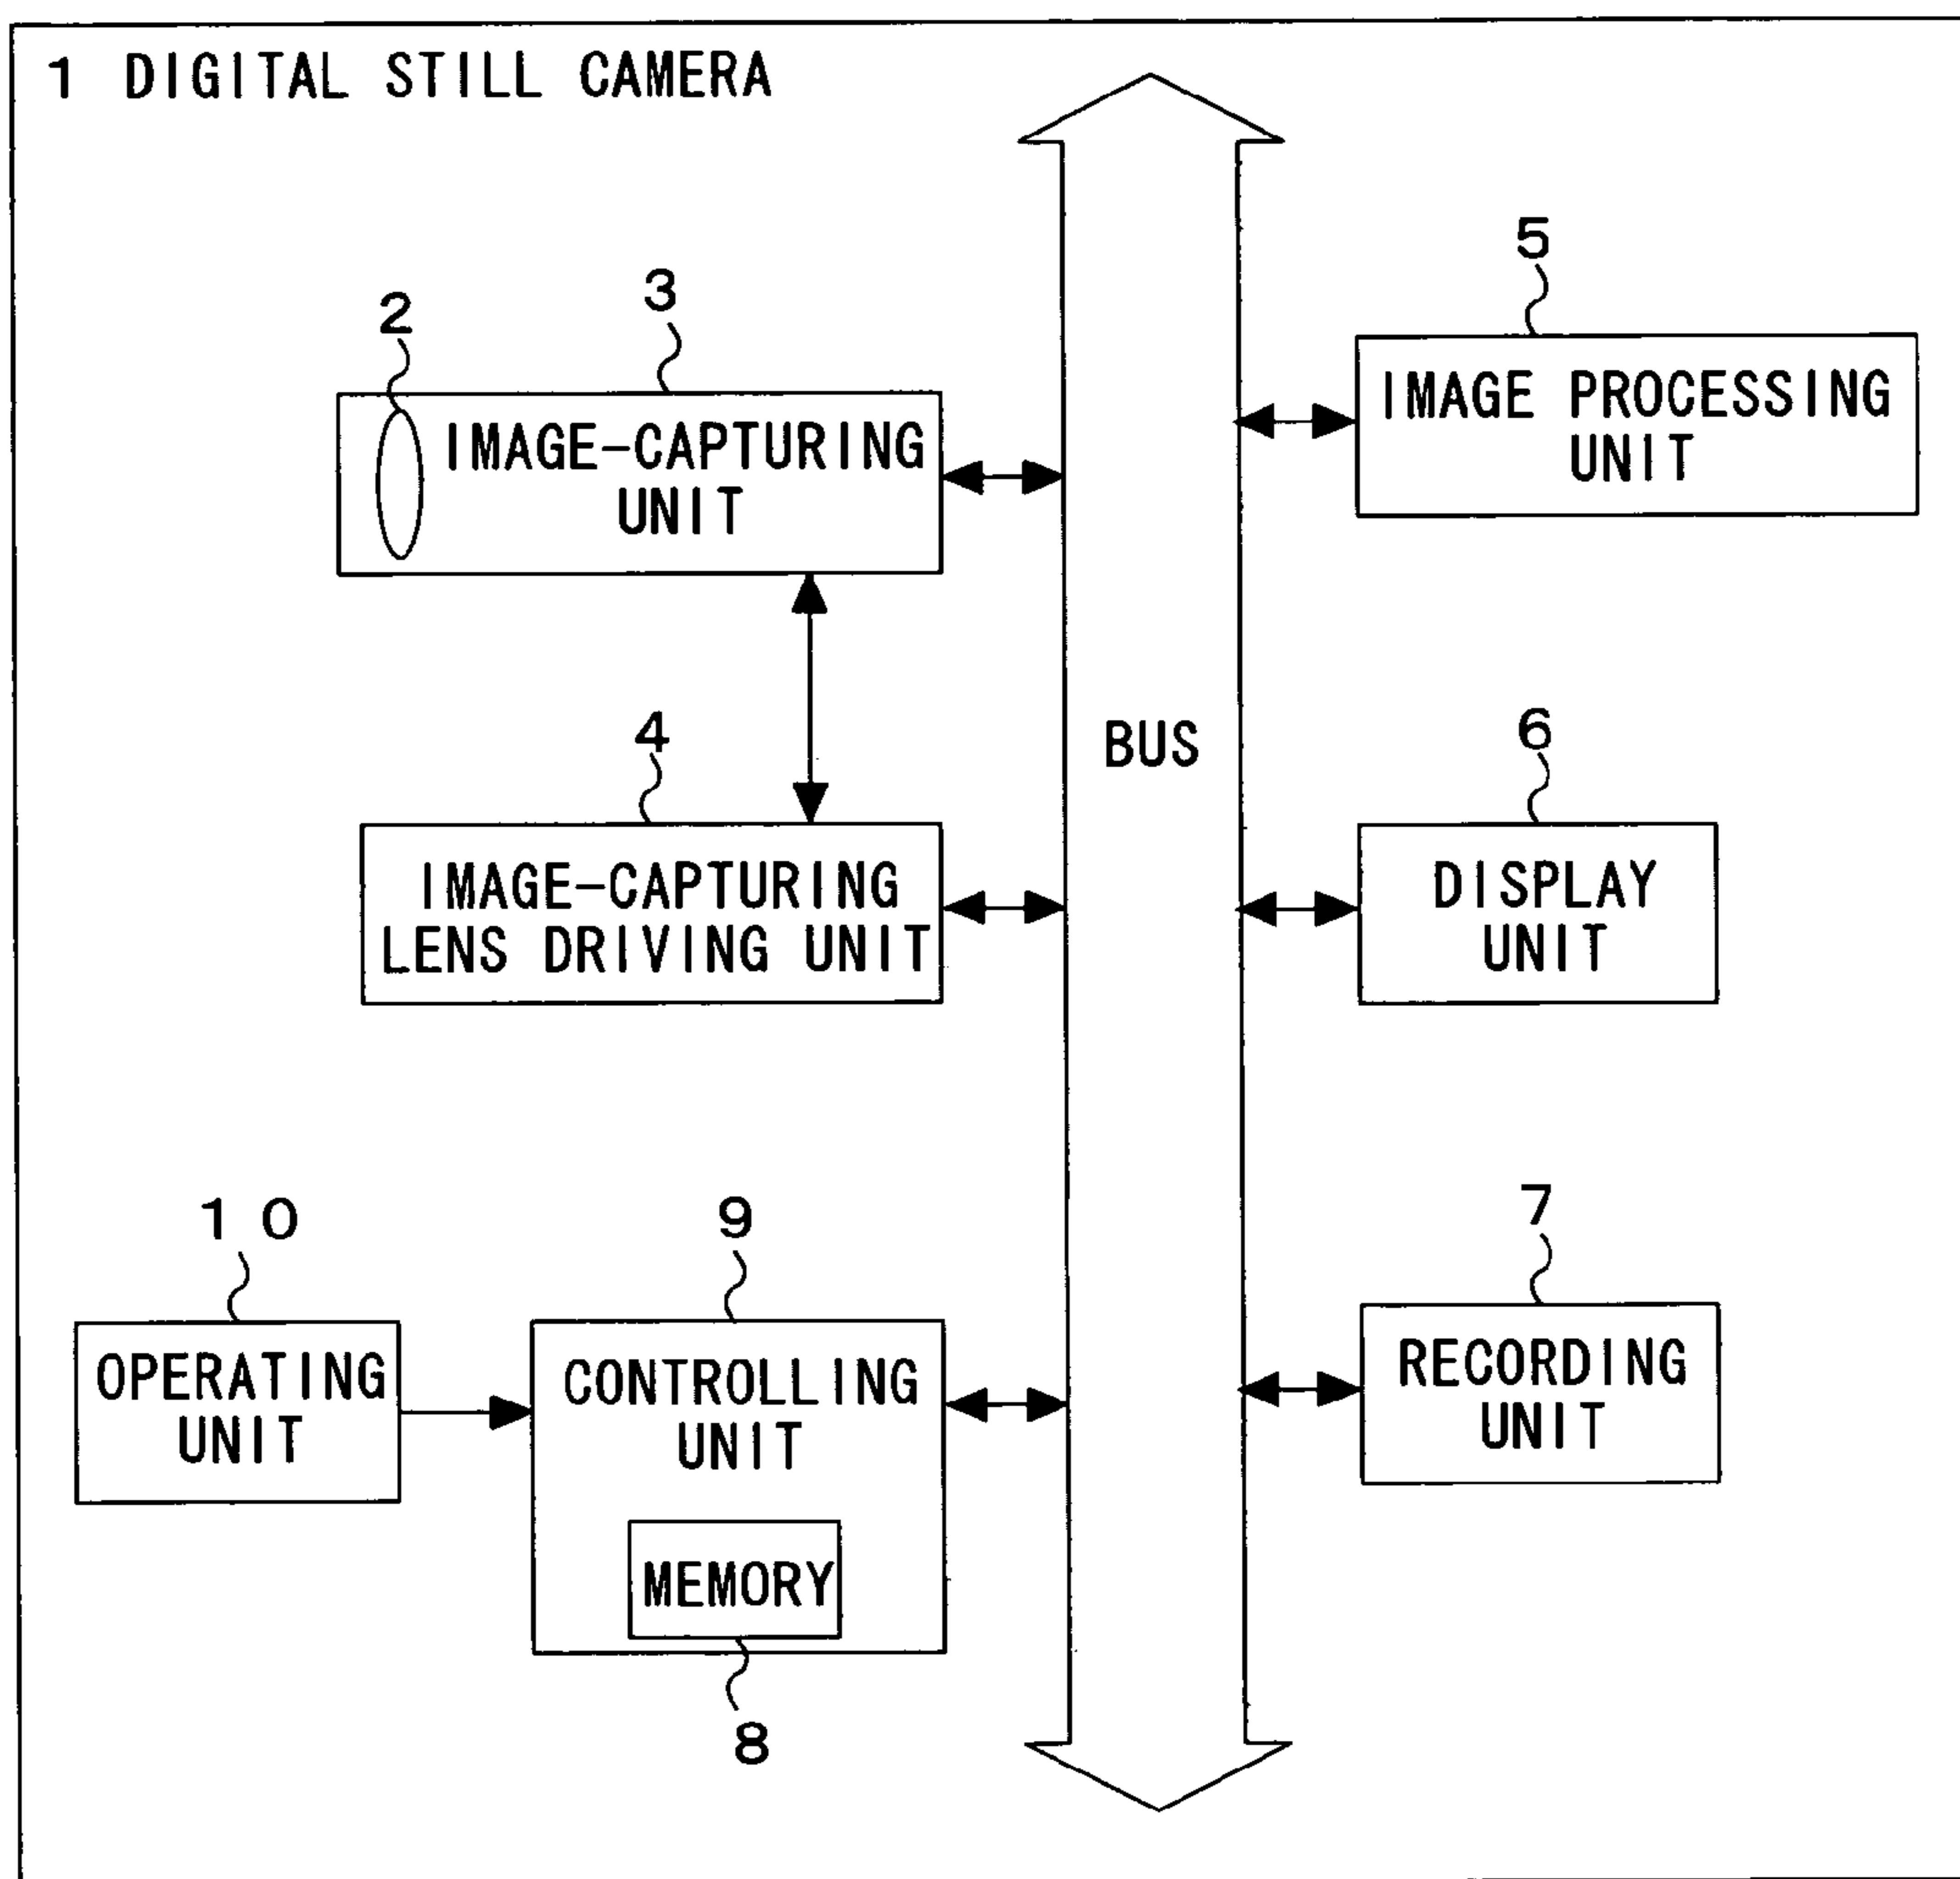 1 DIGITAL STILL CAMERA
2
3
IMAGE-CAPTURING
UNIT
4
IMAGE-CAPTURING
LENS DRIVING UNIT
BUS
5
IMAGE PROCESSING
UNIT
6
DISPLAY
UNIT
7
RECORDING
UNIT
10
OPERATING
UNIT
9
CONTROLLING
UNIT
MEMORY
8